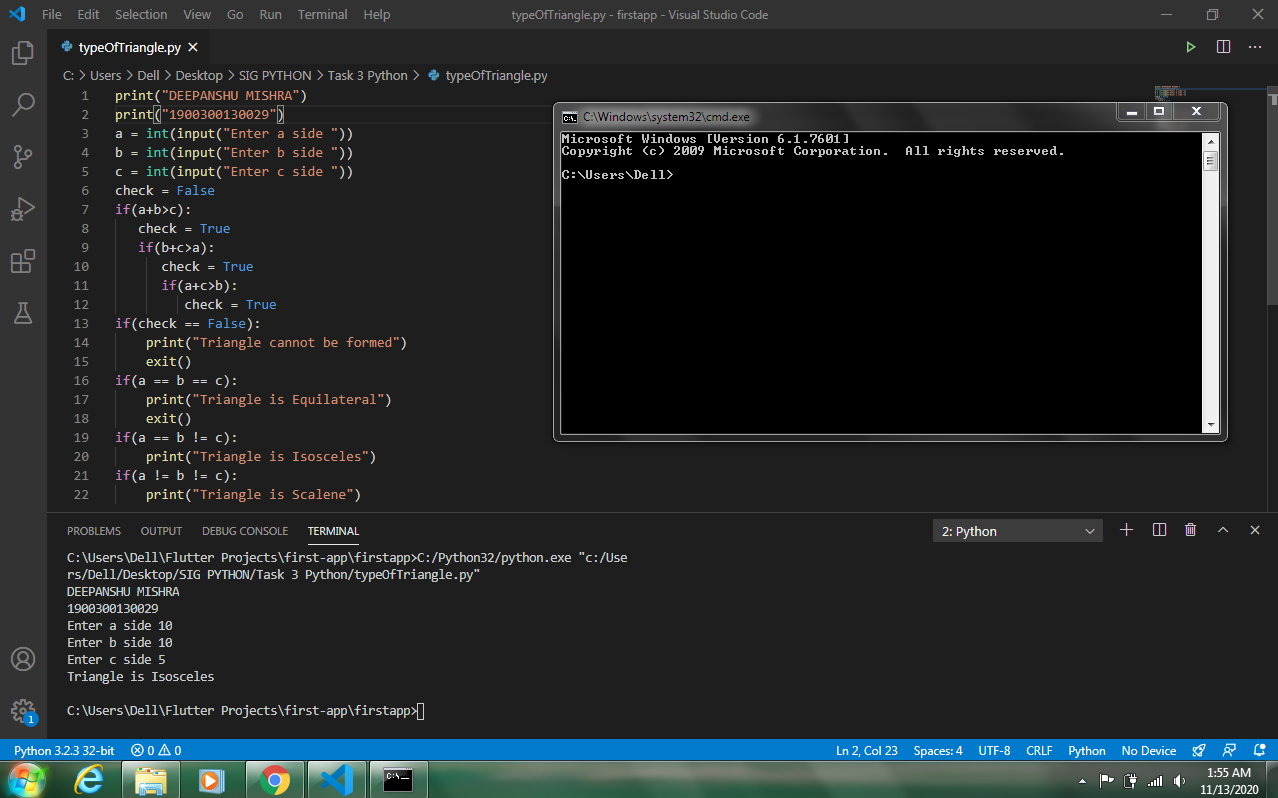 File Edit Selection View Go Run Terminal Help
typeOfTriangle.py - firstapp - Visual Studio Code
typeOfTriangle.py
C: > Users > Dell > Desktop > SIG PYTHON > Task 3 Python > typeOfTriangle.py
1 print("DEEPANSHU MISHRA")
2 print("1900300130029")
3 a = int(input("Enter a side "))
4 b = int(input("Enter b side "))
5 c = int(input("Enter c side "))
6 check = False
7 if(a+b>c):
8 check = True
9 if(b+c>a):
10 check = True
11 if(a+c>b):
12 check = True
13 if(check == False):
14 print("Triangle cannot be formed")
15 exit()
16 if(a == b == c):
17 print("Triangle is Equilateral")
18 exit()
19 if(a == b != c):
20 print("Triangle is Isosceles")
21 if(a != b != c):
22 print("Triangle is Scalene")
C:\Windows\system32\cmd.exe
Microsoft Windows [Version 6.1.7601]
Copyright (c) 2009 Microsoft Corporation. All rights reserved.
C:\Users\Dell>
PROBLEMS OUTPUT DEBUG CONSOLE TERMINAL
2: Python
C:\Users\Dell\Flutter Projects\first-app\firstapp>C:/Python32/python.exe "c:/Use
rs/Dell/Desktop/SIG PYTHON/Task 3 Python/typeOfTriangle.py"
DEEPANSHU MISHRA
1900300130029
Enter a side 10
Enter b side 10
Enter c side 5
Triangle is Isosceles
C:\Users\Dell\Flutter Projects\first-app\firstapp>
1
Python 3.2.3 32-bit 0 0 Ln 2, Col 23 Spaces: 4 UTF-8 CRLF Python No Device
C:\.
1:55 AM
11/13/2020